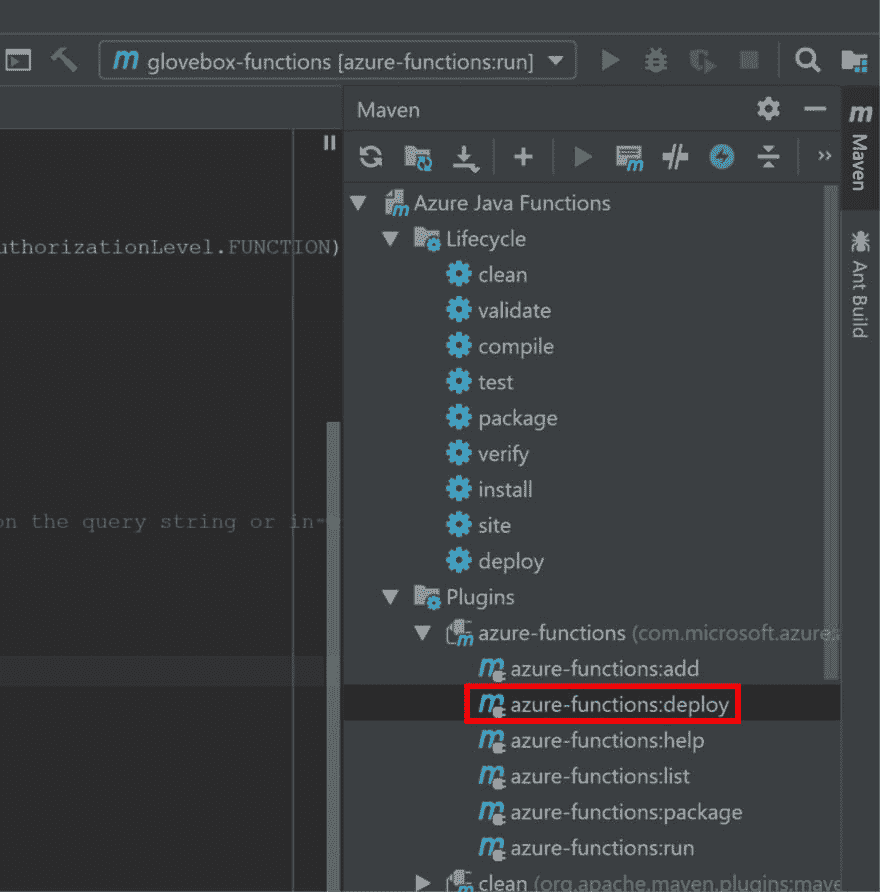 glovebox-functions [azure-functions:run]
Maven
Azure Java Functions
uthorizationLevel.FUNCTION)
Lifecycle
clean
validate
compile
test
package
verify
on the query string or in
install
site
deploy
Plugins
azure-functions (com.microsoft.azure
azure-functions:add
azure-functions:deploy
azure-functions:help
azure-functions:list
azure-functions:package
azure-functions:run
clean (org.apache.maven.plugins:mave
Maven
Ant Build